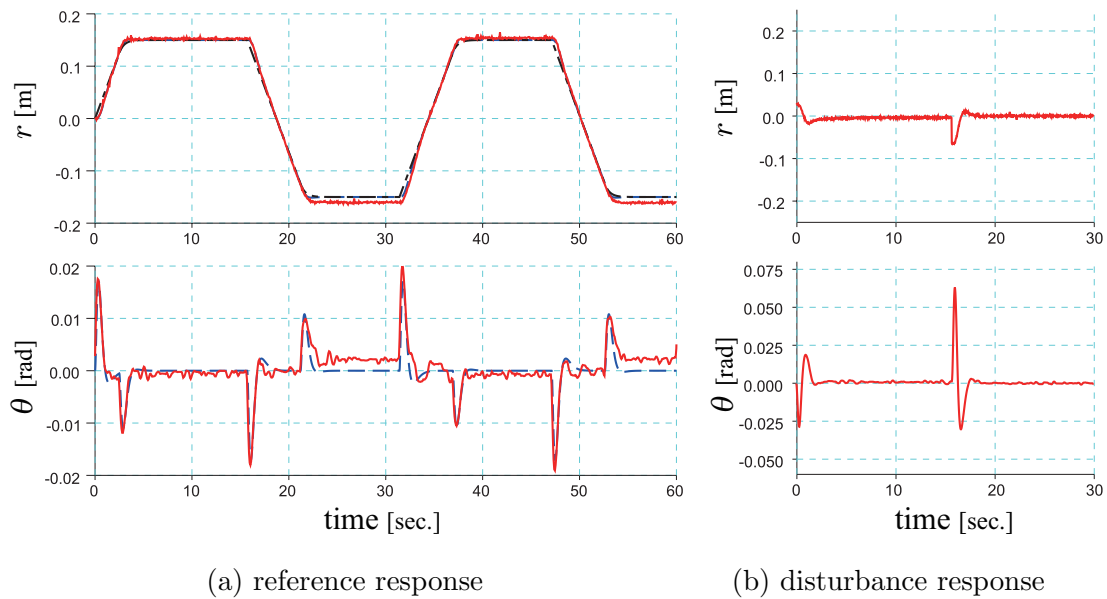 0.2
0.1
0.0
-0.1
-0.2
r [m]
0 10 20 30 40 50 60
0.02
0.01
0.00
-0.01
-0.02
θ [rad]
0 10 20 30 40 50 60
time [sec.]
(a) reference response
0.2
0.1
0.0
-0.1
-0.2
r [m]
0 10 20 30
0.075
0.050
0.025
0.000
-0.025
-0.050
θ [rad]
0 10 20 30
time [sec.]
(b) disturbance response